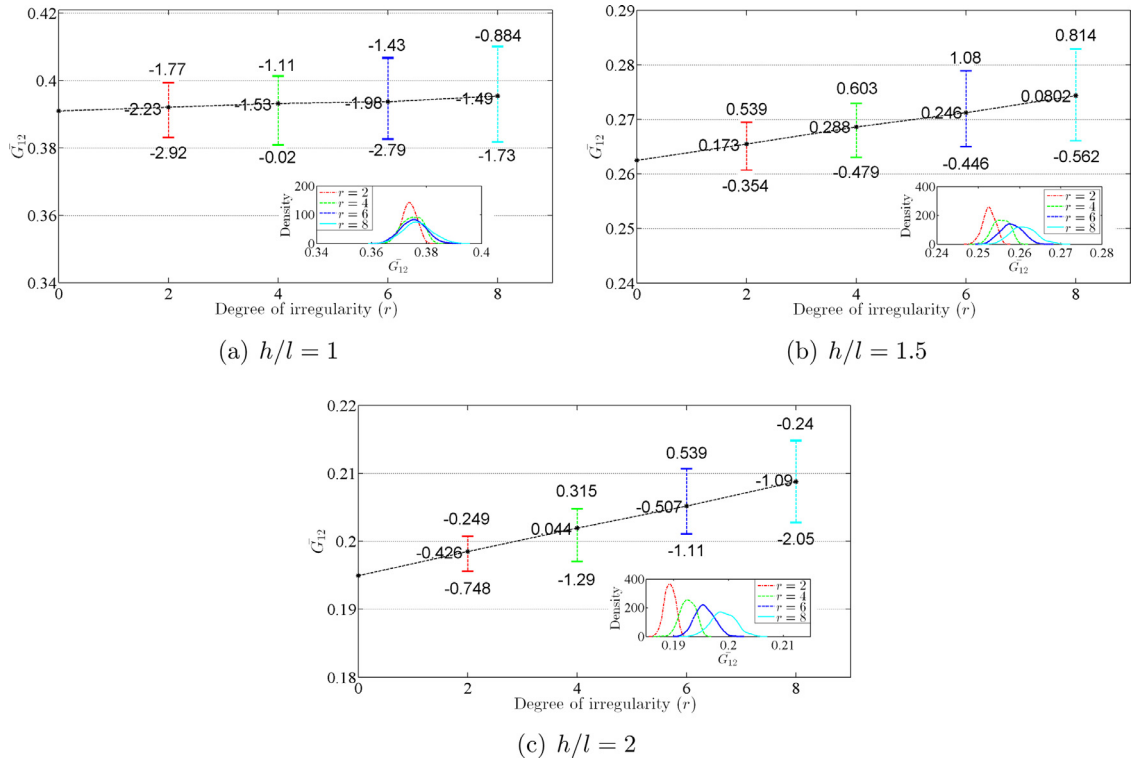 0.42
0.4
0.38
0.36
0.34
G̅₁₂
-1.77
-2.23
-2.92
-1.11
-1.53
-0.02
-1.43
-1.98
-2.79
-0.884
-1.49
-1.73
200
100
0
Density
r = 2
r = 4
r = 6
r = 8
0.34 0.36 0.38 0.4
G̅₁₂
0 2 4 6 8
Degree of irregularity (r)
(a) h/l = 1
0.29
0.28
0.27
0.26
0.25
0.24
G̅₁₂
0.539
0.173
-0.354
0.603
0.288
-0.479
1.08
0.246
-0.446
0.814
0.0802
-0.562
400
200
0
Density
r = 2
r = 4
r = 6
r = 8
0.24 0.25 0.26 0.27 0.28
G̅₁₂
0 2 4 6 8
Degree of irregularity (r)
(b) h/l = 1.5
0.22
0.21
0.2
0.19
0.18
G̅₁₂
-0.249
-0.426
-0.748
0.315
0.044
-1.29
0.539
-0.507
-1.11
-0.24
-1.09
-2.05
400
200
0
Density
r = 2
r = 4
r = 6
r = 8
0.19 0.2 0.21
G̅₁₂
0 2 4 6 8
Degree of irregularity (r)
(c) h/l = 2